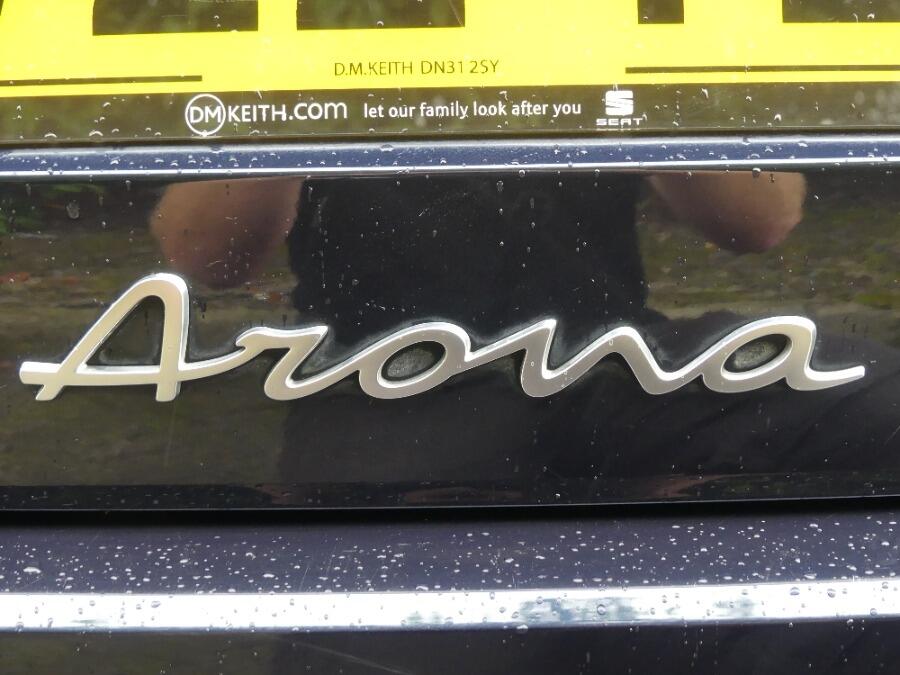 D.M.KEITH DN31 2SY
DMKEITH.COM let our family look after you SEAT
Arona